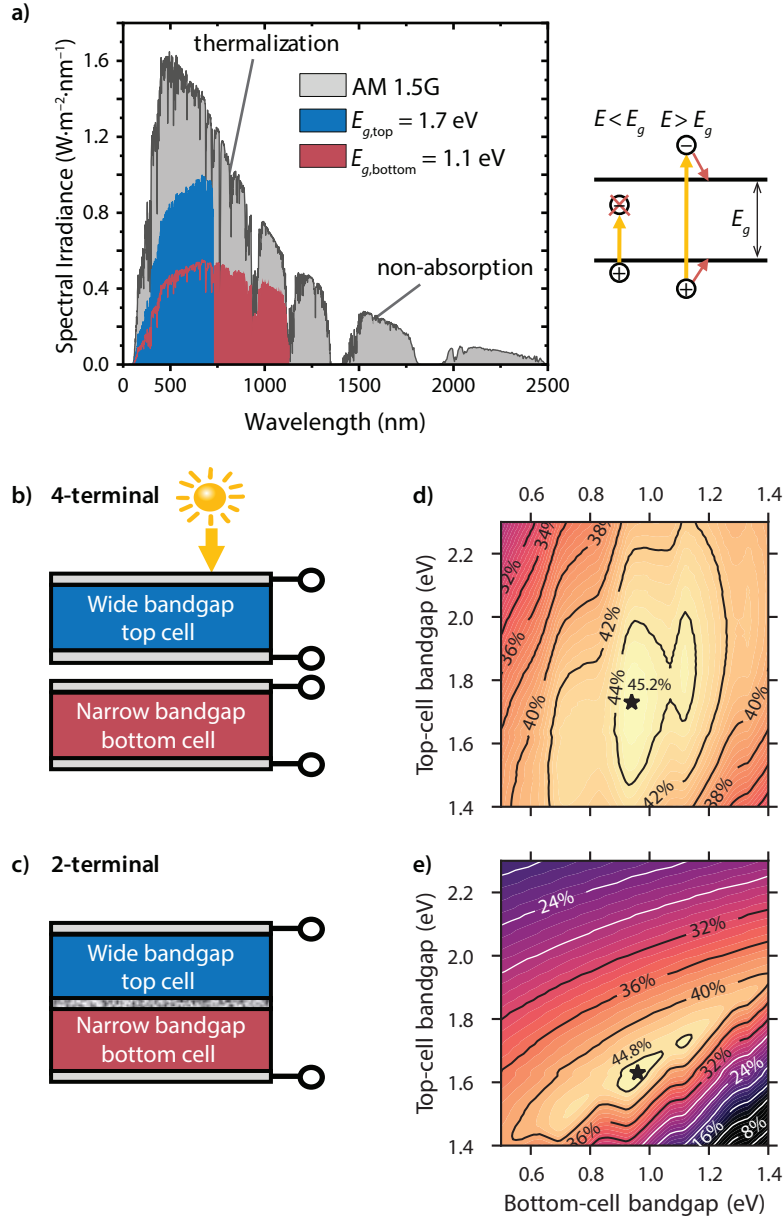 a)
thermalization
AM 1.5G
E_g,top = 1.7 eV
E_g,bottom = 1.1 eV
non-absorption
Spectral Irradiance (W·m⁻²·nm⁻¹)
1.6
1.2
0.8
0.4
0.0
0 500 1000 1500 2000 2500
Wavelength (nm)
E < E_g E > E_g
E_g
b) 4-terminal
Wide bandgap
top cell
Narrow bandgap
bottom cell
d)
0.6 0.8 1.0 1.2 1.4
Top-cell bandgap (eV)
2.2
2.0
1.8
1.6
1.4
32%
34%
36%
38%
40%
42%
44%
45.2%
42%
40%
38%
c) 2-terminal
Wide bandgap
top cell
Narrow bandgap
bottom cell
e)
Top-cell bandgap (eV)
2.2
2.0
1.8
1.6
1.4
24%
32%
36%
40%
44.8%
36%
32%
24%
16%
8%
0.6 0.8 1.0 1.2 1.4
Bottom-cell bandgap (eV)